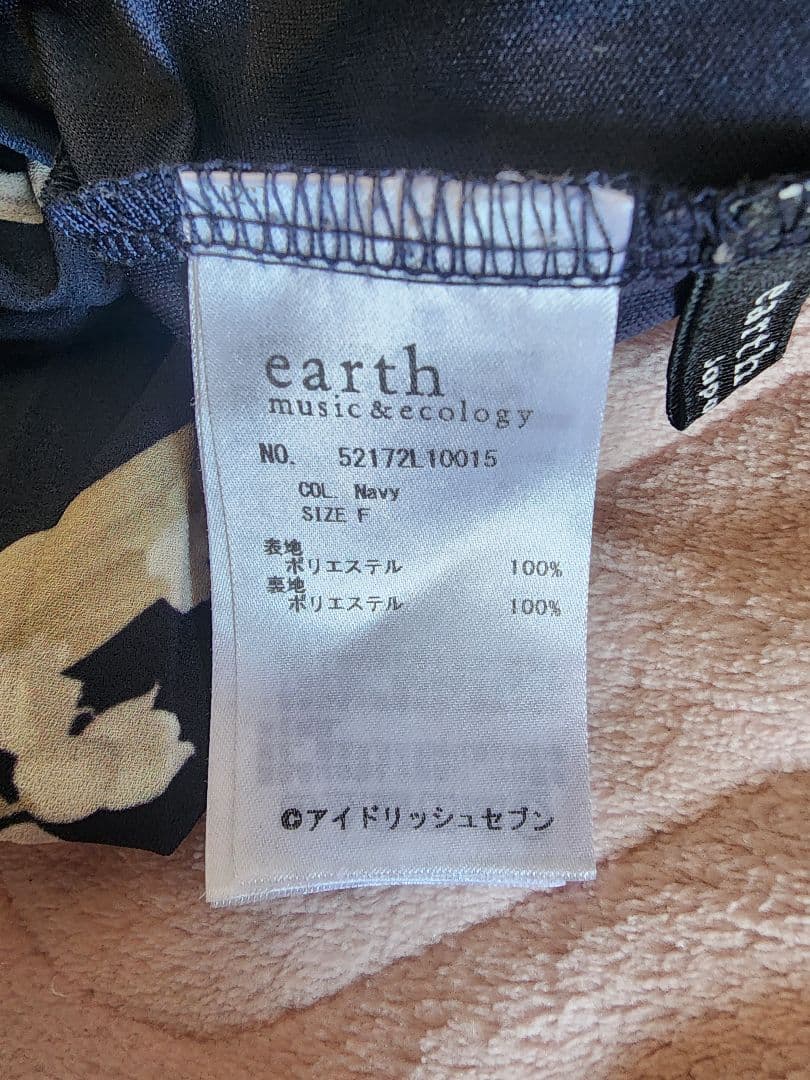 earth
music&ecology
NO. 52172L10015
COL. Navy
SIZE F
表地
ポリエステル 100%
裏地
ポリエステル 100%
©アイドリッシュセブン
earth